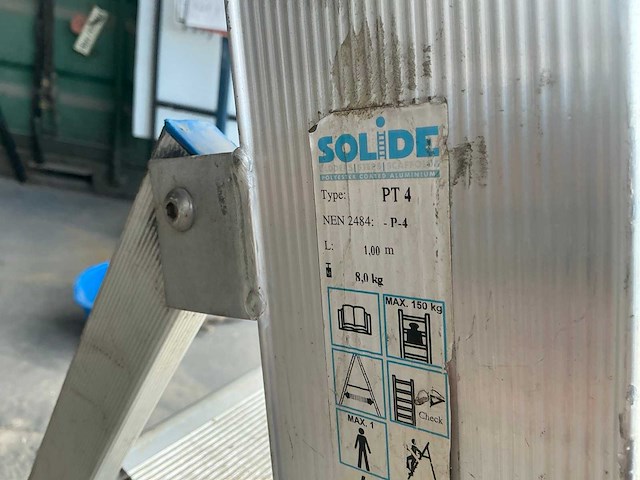 SOLiDE
POLYESTER COATED ALUMINIUM
Type: PT 4
NEN 2484: - P-4
L: 1,00 m
8,0 kg
MAX. 150 kg
Check
MAX. 1